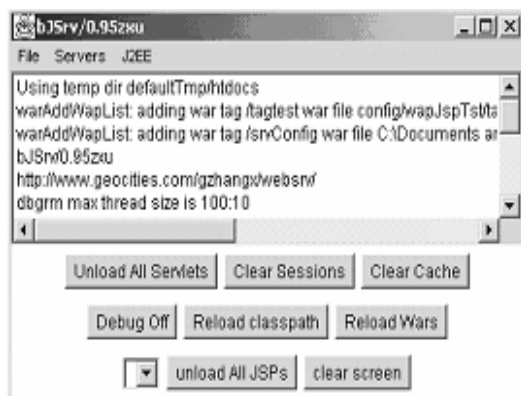 bJSrv/0.95zxu
File Servers J2EE
Using temp dir defaultTmp/htdocs
warAddWapList: adding war tag /tagtest war file config/wapJspTst/ta
warAddWapList: adding war tag /srvConfig war file C:\Documents ar
bJSrv/0.95zxu
http://www.geocities.com/gzhangx/websrv/
dbgrm max thread size is 100:10
Unload All Servlets Clear Sessions Clear Cache
Debug Off Reload classpath Reload Wars
unload All JSPs clear screen